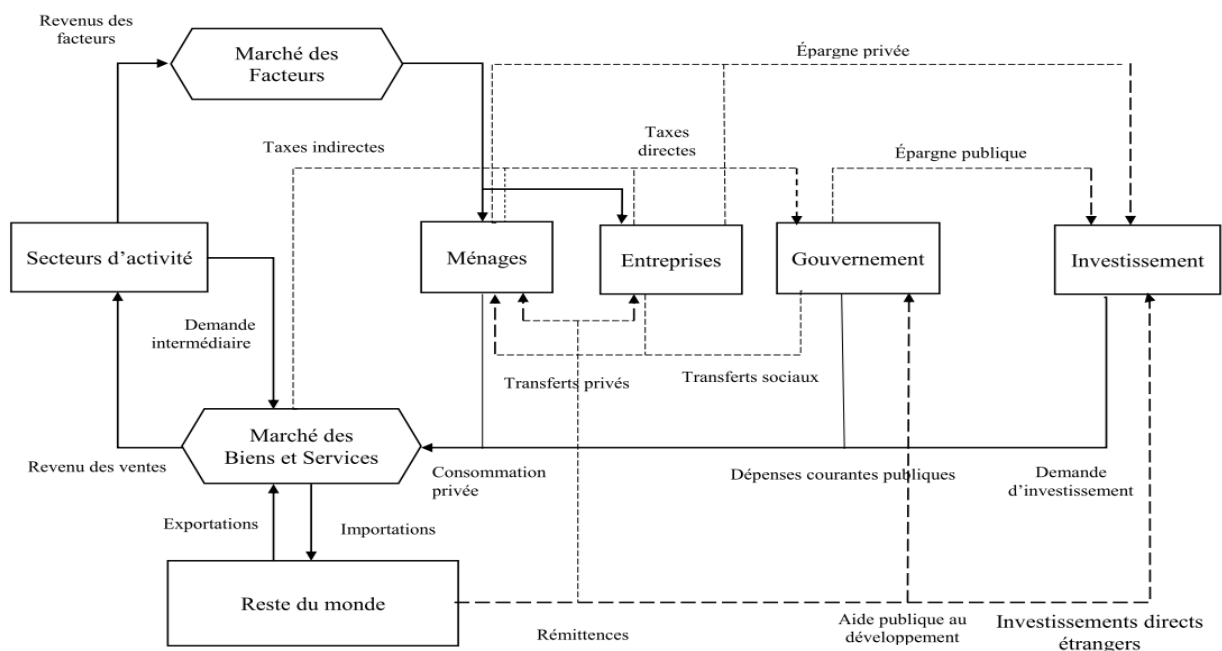 Revenus des
facteurs
Marché des
Facteurs
Épargne privée
Taxes indirectes
Taxes
directes
Épargne publique
Secteurs d'activité
Ménages
Entreprises
Gouvernement
Investissement
Demande
intermédiaire
Transferts privés
Transferts sociaux
Marché des
Biens et Services
Revenu des ventes
Consommation
privée
Dépenses courantes publiques
Demande
d'investissement
Exportations
Importations
Reste du monde
Rémittences
Aide publique au
développement
Investissements directs
étrangers